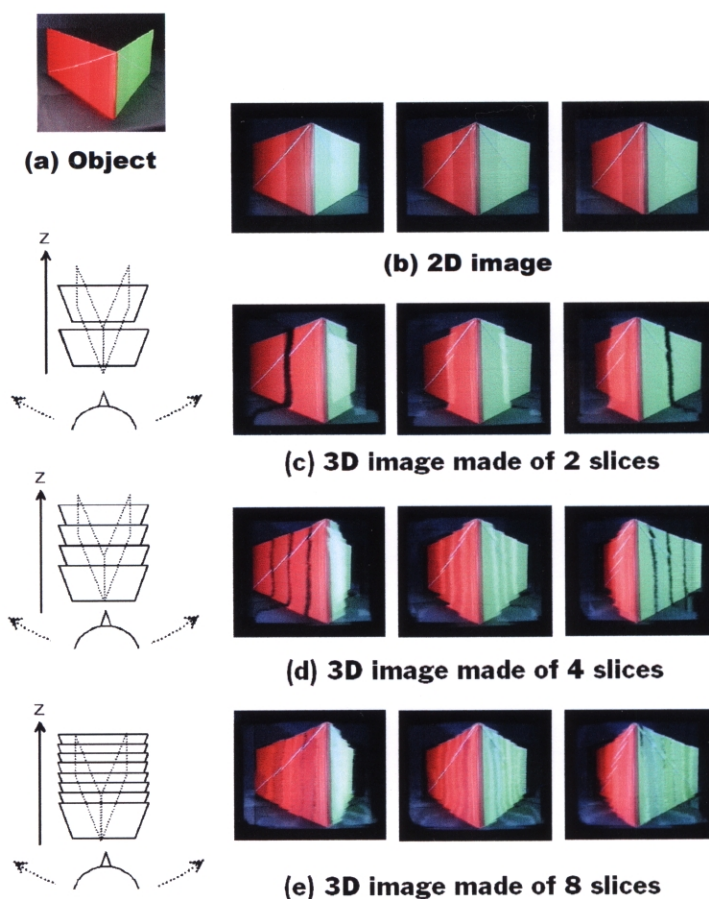 (a) Object
(b) 2D image
Z
(c) 3D image made of 2 slices
Z
(d) 3D image made of 4 slices
Z
(e) 3D image made of 8 slices